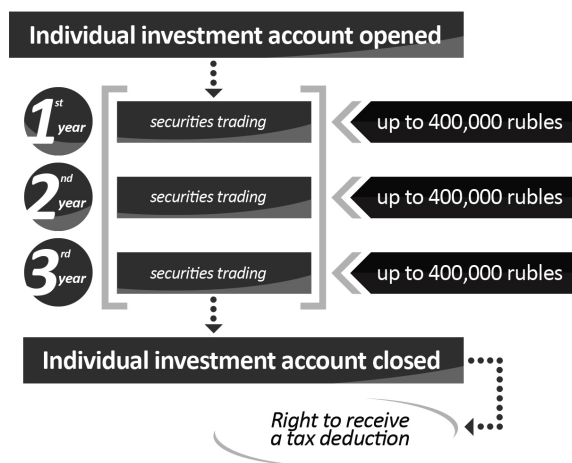 Individual investment account opened
1st year
securities trading
up to 400,000 rubles
2nd year
securities trading
up to 400,000 rubles
3rd year
securities trading
up to 400,000 rubles
Individual investment account closed
Right to receive
a tax deduction